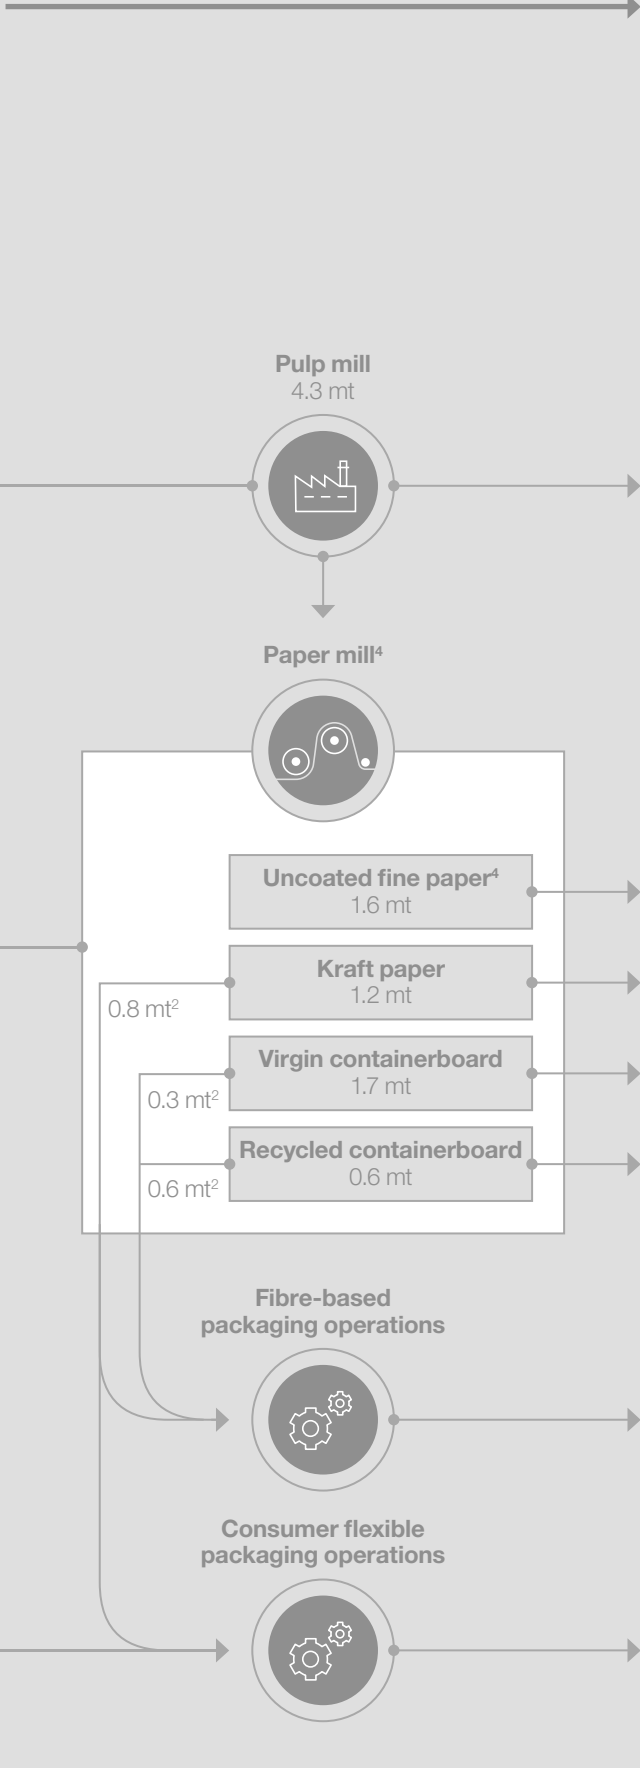 Pulp mill
4.3 mt
Paper mill⁴
Uncoated fine paper⁴
1.6 mt
Kraft paper
1.2 mt
0.8 mt²
Virgin containerboard
1.7 mt
0.3 mt²
Recycled containerboard
0.6 mt
0.6 mt²
Fibre-based
packaging operations
Consumer flexible
packaging operations